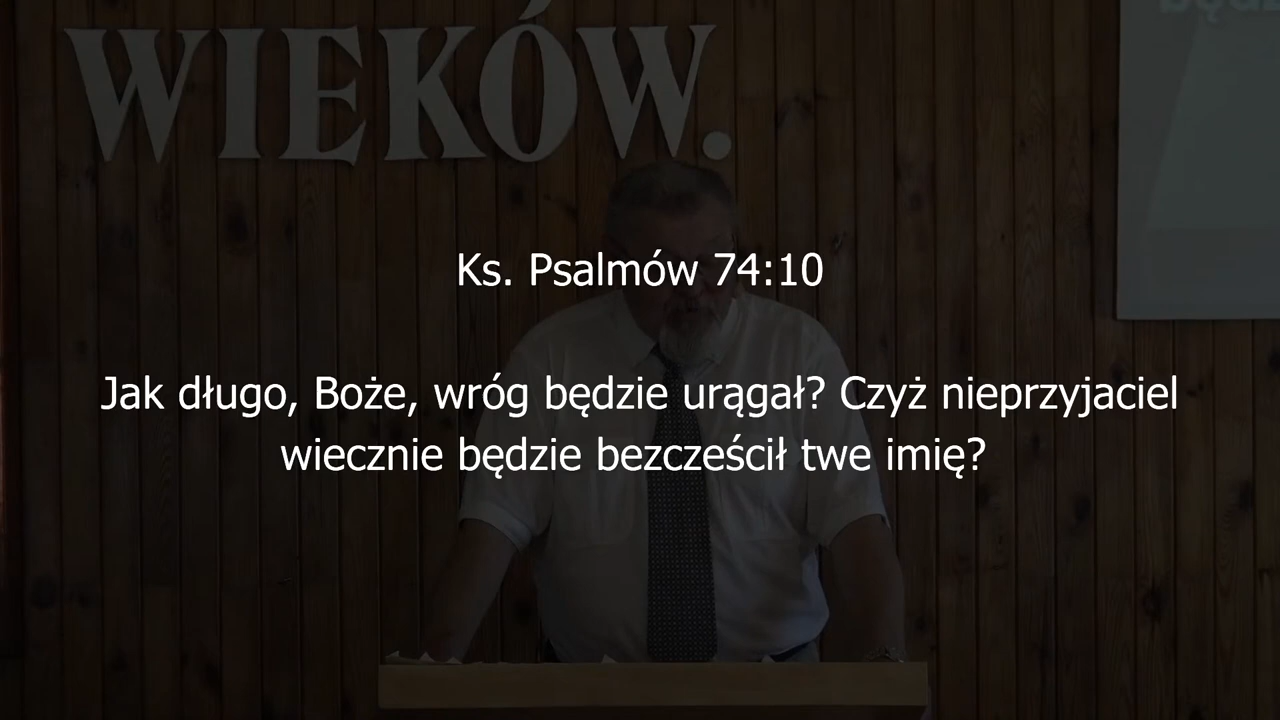 WIEKÓW.
Ks. Psalmów 74:10
Jak długo, Boże, wróg będzie urągał? Czyż nieprzyjaciel
wiecznie będzie bezcześcił twe imię?